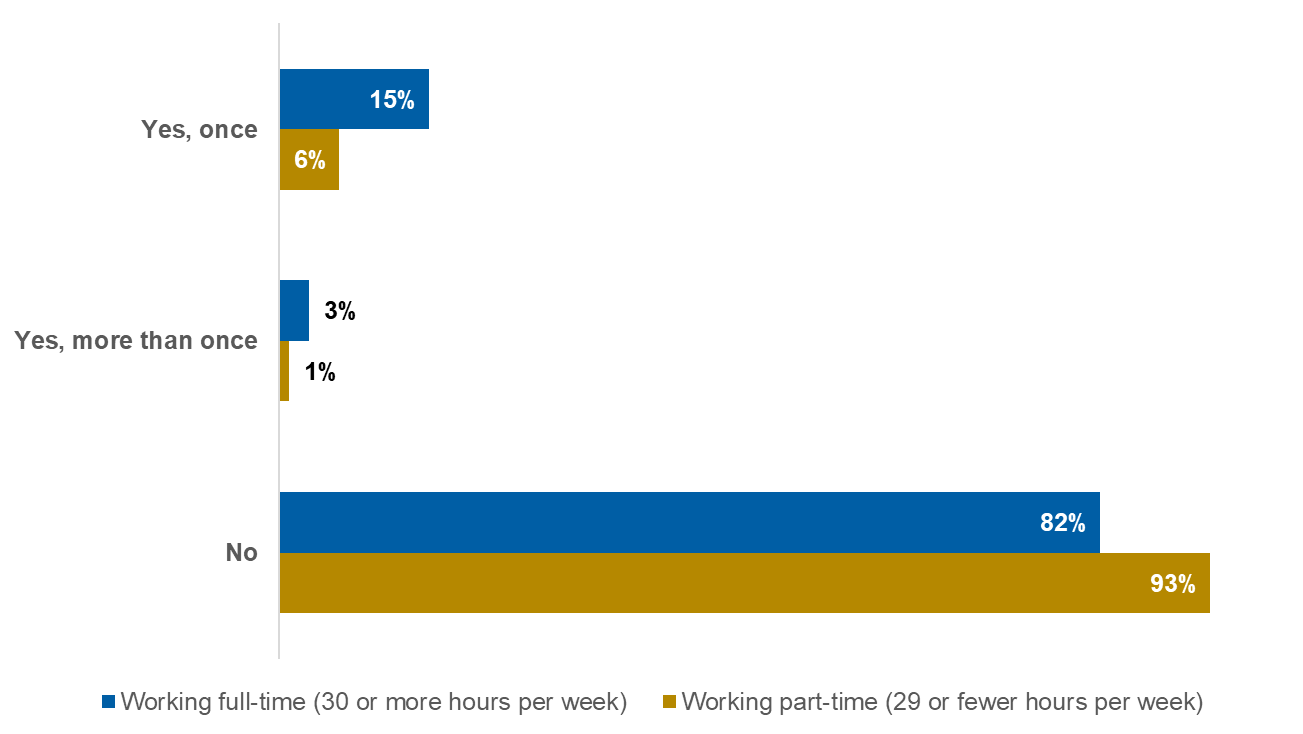 15%
Yes, once
6%
3%
Yes, more than once
1%
82%
No
93%
Working full-time (30 or more hours per week)
Working part-time (29 or fewer hours per week)